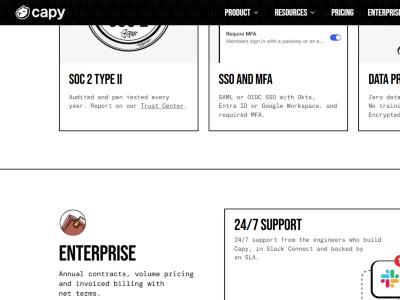 capy
PRODUCT RESOURCES PRICING ENTERPRISE
SOC 2
Require MFA
Members sign in with a passkey or an a...
SOC 2 TYPE II
Audited and pen tested every
year. Report on our Trust Center.
SSO AND MFA
SAML or OIDC SSO with Okta,
Entra ID or Google Workspace, and
required MFA.
DATA PR
Zero data
No traini
Encrypted
ENTERPRISE
Annual contracts, volume pricing
and invoiced billing with
net terms.
24/7 SUPPORT
24/7 support from the engineers who build
Capy, in Slack Connect and backed by
an SLA.